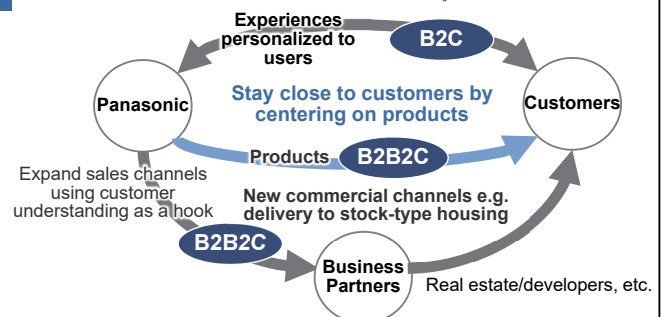 Experiences
personalized to
users
B2C
Panasonic
Stay close to customers by
centering on products
Customers
Products
B2B2C
Expand sales channels
using customer
understanding as a hook
New commercial channels e.g.
delivery to stock-type housing
B2B2C
Business
Partners
Real estate/developers, etc.